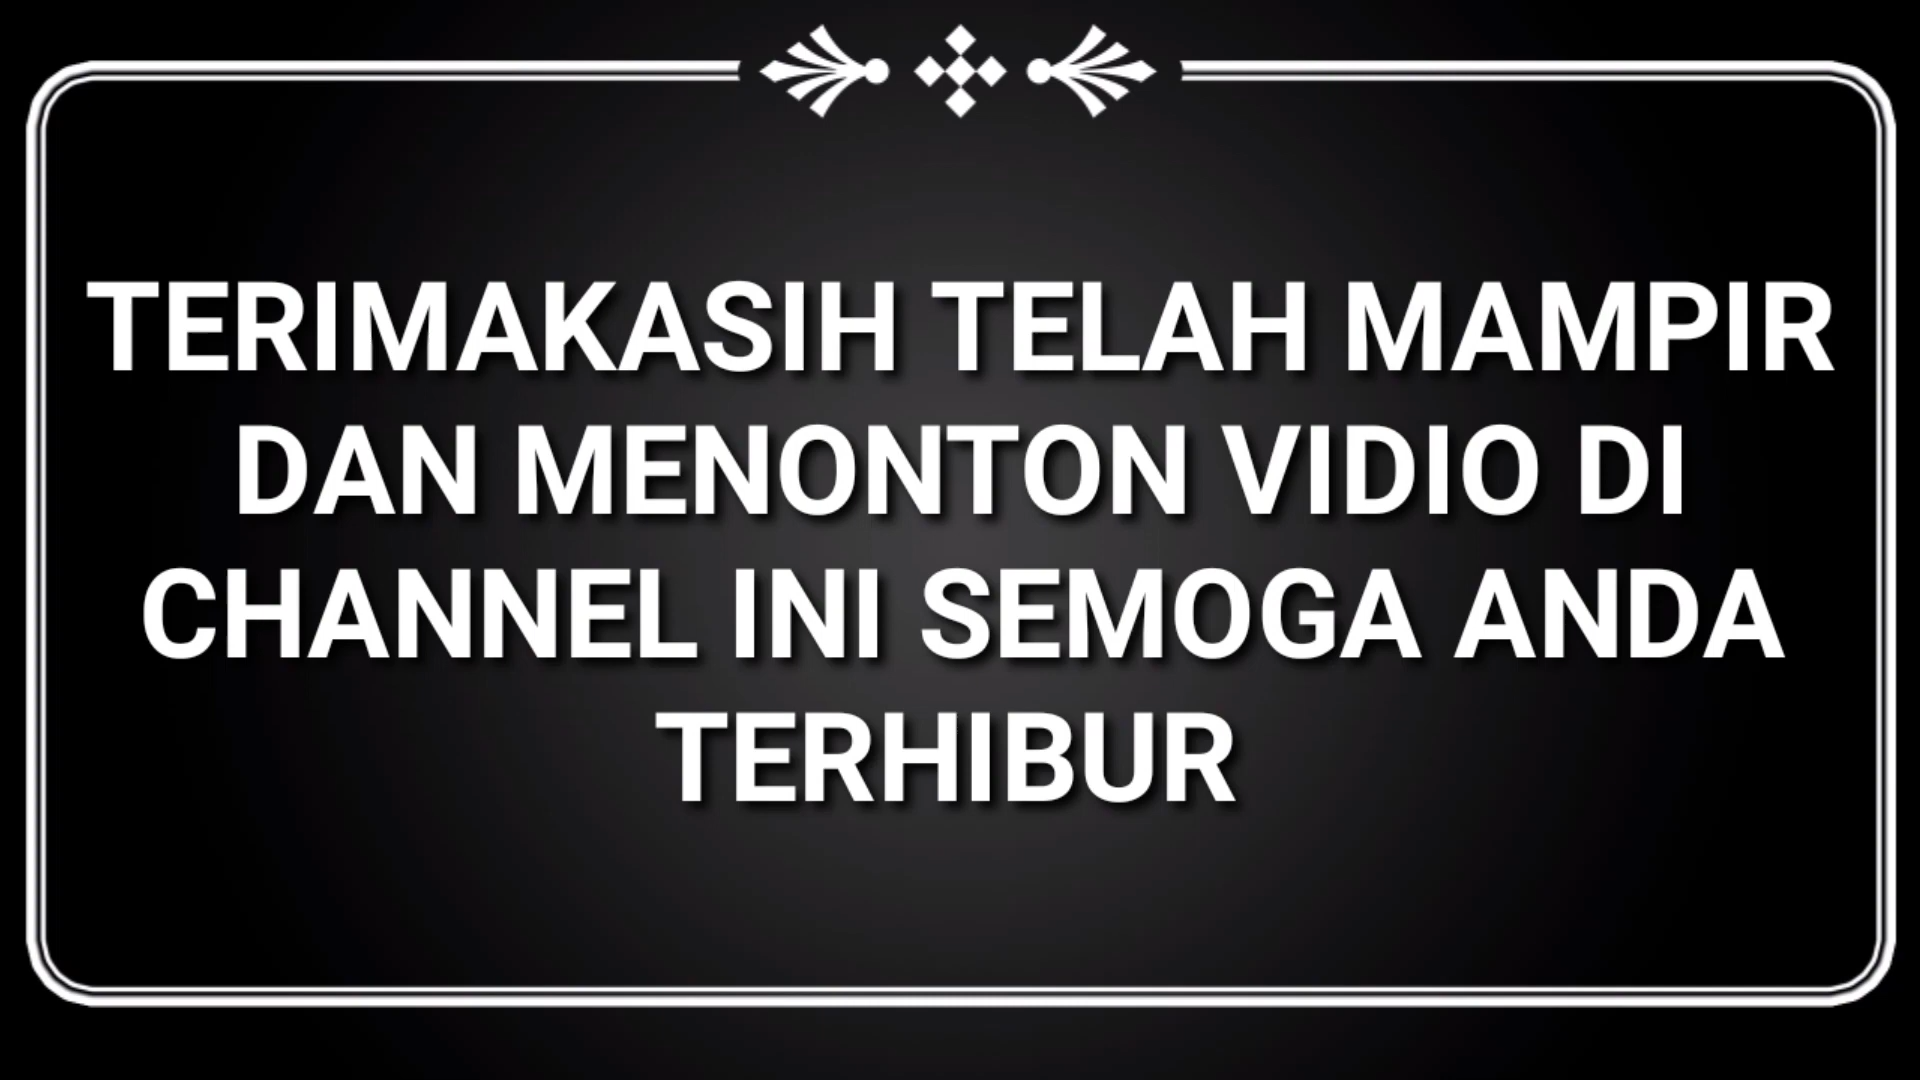 TERIMAKASIH TELAH MAMPIR
DAN MENONTON VIDIO DI
CHANNEL INI SEMOGA ANDA
TERHIBUR